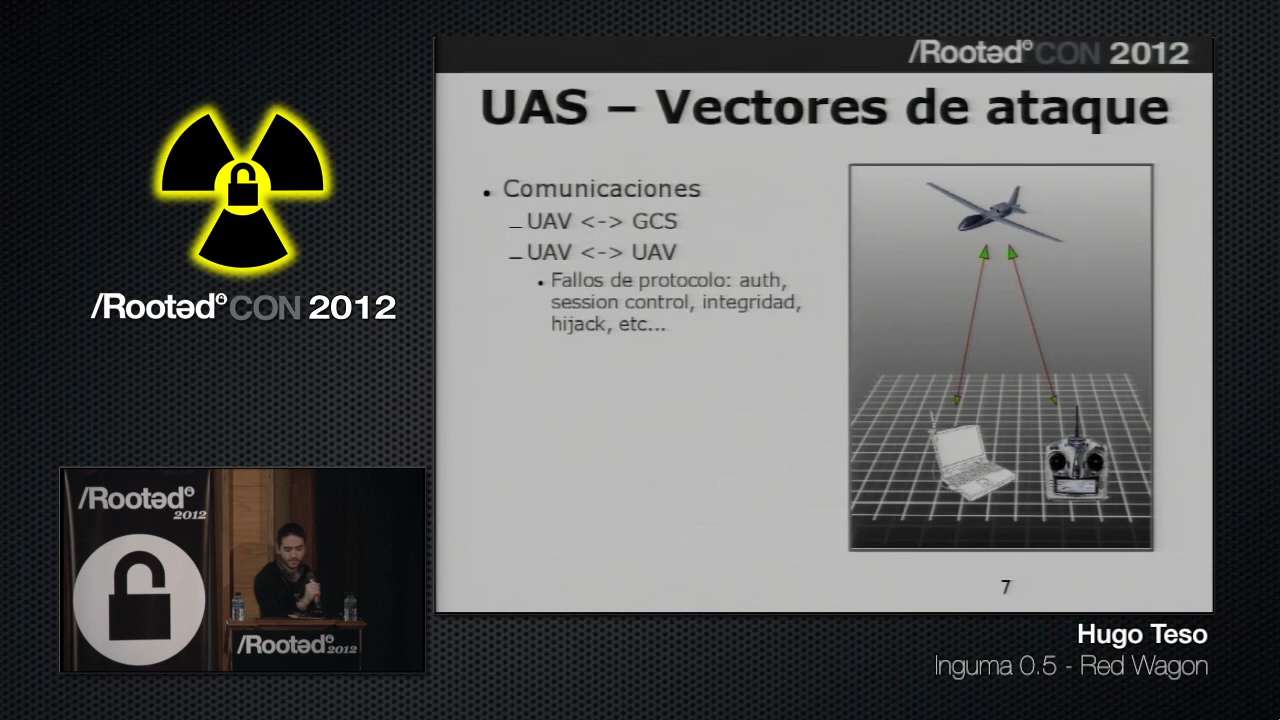 /Rootəd CON 2012
UAS – Vectores de ataque
Comunicaciones
UAV <-> GCS
UAV <-> UAV
Fallos de protocolo: auth,
session control, integridad,
hijack, etc...
7
/Rootəd CON 2012
/Rootəd
2012
/Rootəd 2012
Hugo Teso
Inguma 0.5 - Red Wagon